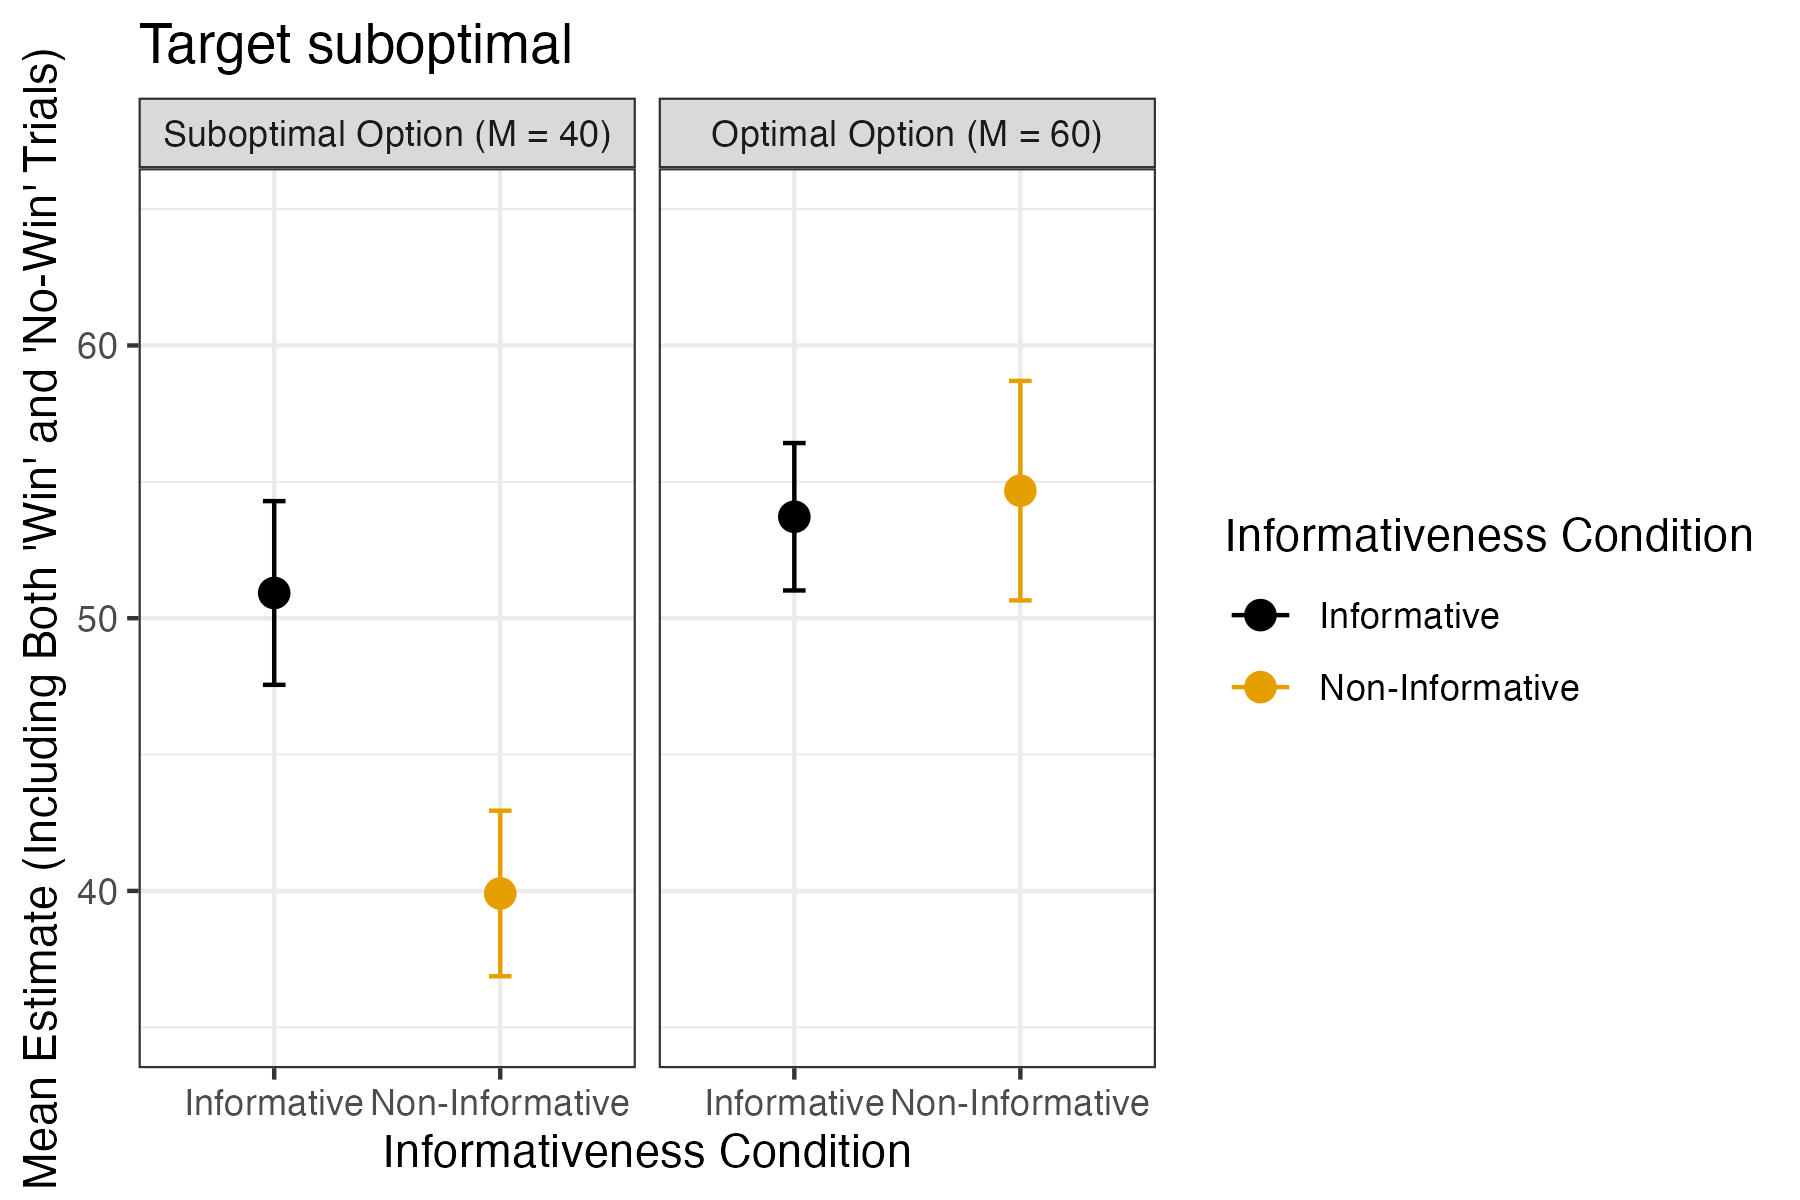 Target suboptimal
Mean Estimate (Including Both 'Win' and 'No-Win' Trials)
Suboptimal Option (M = 40)
Optimal Option (M = 60)
60
50
40
Informative
Non-Informative
Informative
Non-Informative
Informativeness Condition
Informativeness Condition
Informative
Non-Informative